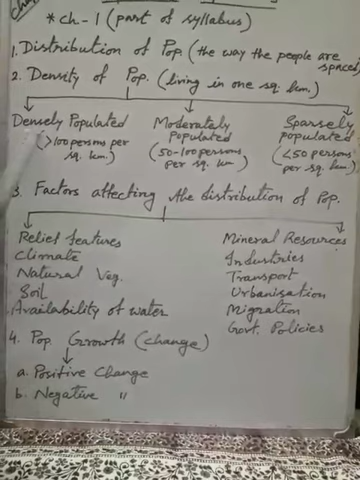 * Ch-1 (part of syllabus)
1. Distribution of Pop. (the way the people are spaced)
2. Density of Pop. (living in one sq. km.)
Densely Populated Moderately Populated Sparsely populated
(>100 persons per sq. km.) (50-100 persons per sq. km) (<50 persons per sq. km.)
3. Factors affecting the distribution of Pop.
Relief features Mineral Resources
Climate Industries
Natural Veg. Transport
Soil Urbanisation
Availability of water Migration
Govt. Policies
4. Pop. Growth (change)
a. Positive Change
b. Negative "